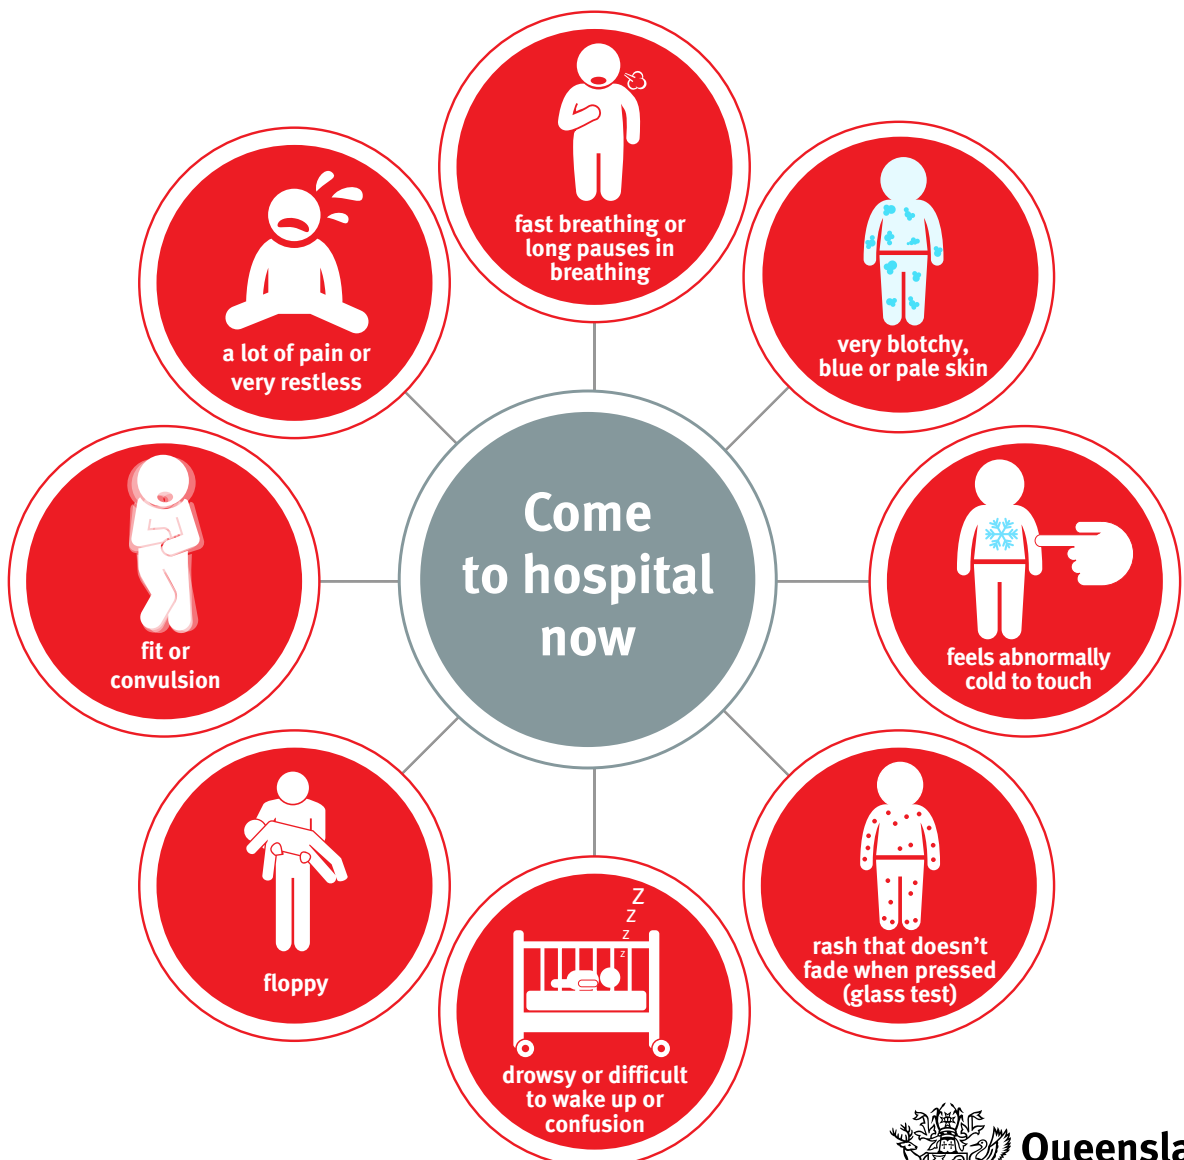 fast breathing or
long pauses in
breathing
very blotchy,
blue or pale skin
a lot of pain or
very restless
Come
to hospital
now
feels abnormally
cold to touch
fit or
convulsion
rash that doesn't
fade when pressed
(glass test)
floppy
Z
Z
Z
Z
drowsy or difficult
to wake up or
confusion
Queensla